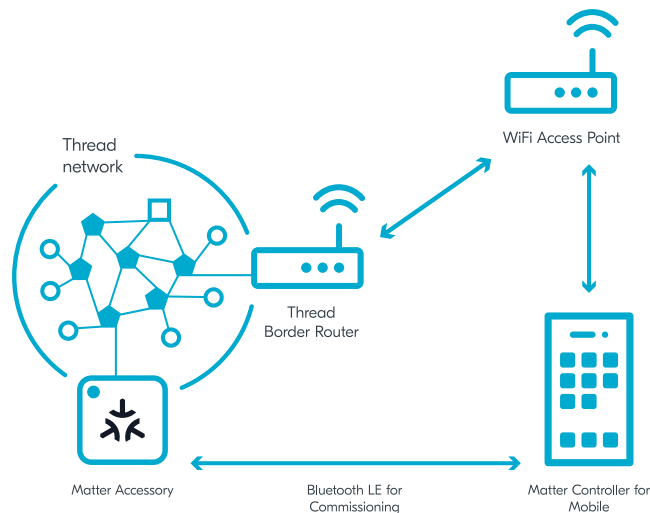 WiFi Access Point
Thread
network
Thread
Border Router
Matter Accessory
Bluetooth LE for
Commissioning
Matter Controller for
Mobile